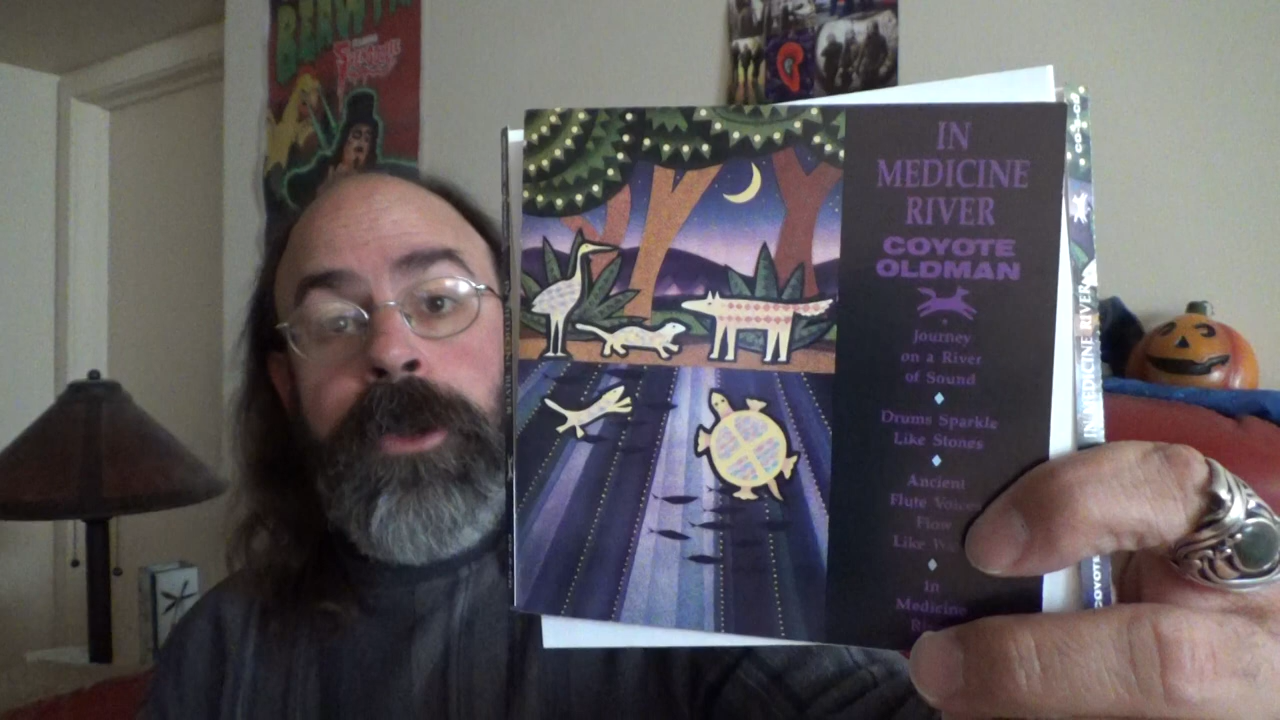 IN
MEDICINE
RIVER
COYOTE
OLDMAN
Journey
on a River
of Sound
Drums Sparkle
Like Stones
Ancient
Flute Voices
Flow
Like
In
Medicine
IN MEDICINE RIVER
COYOTE